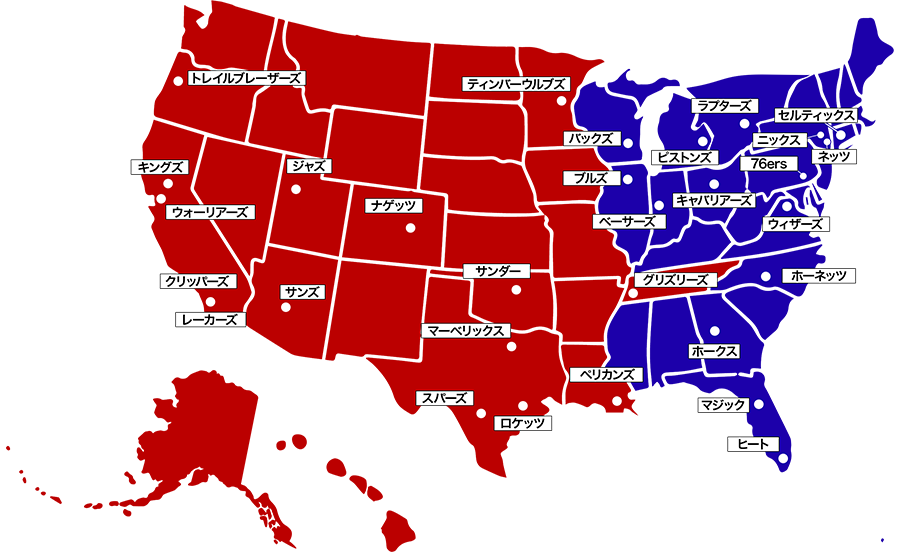 トレイルブレーザーズ
ティンバーウルブズ
ラプターズ
セルティックス
バックス
ニックス
ピストンズ
76ers
ネッツ
キングズ
ジャズ
ブルズ
キャバリアーズ
ナゲッツ
ウォーリアーズ
ペーサーズ
ウィザーズ
サンダー
ホーネッツ
クリッパーズ
グリズリーズ
サンズ
レーカーズ
マーベリックス
ホークス
ペリカンズ
スパーズ
マジック
ロケッツ
ヒート